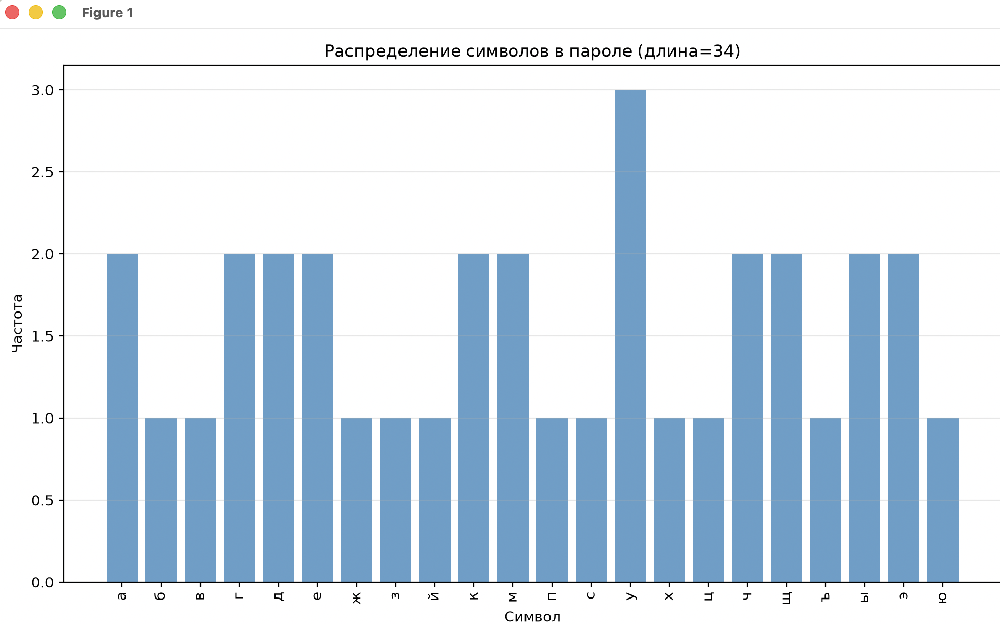 Figure 1
Распределение символов в пароле (длина=34)
3.0
2.5
2.0
1.5
1.0
0.5
0.0
Частота
а б в г д е ж з й к м п с у х ц ч щ ъ ы э ю
Символ